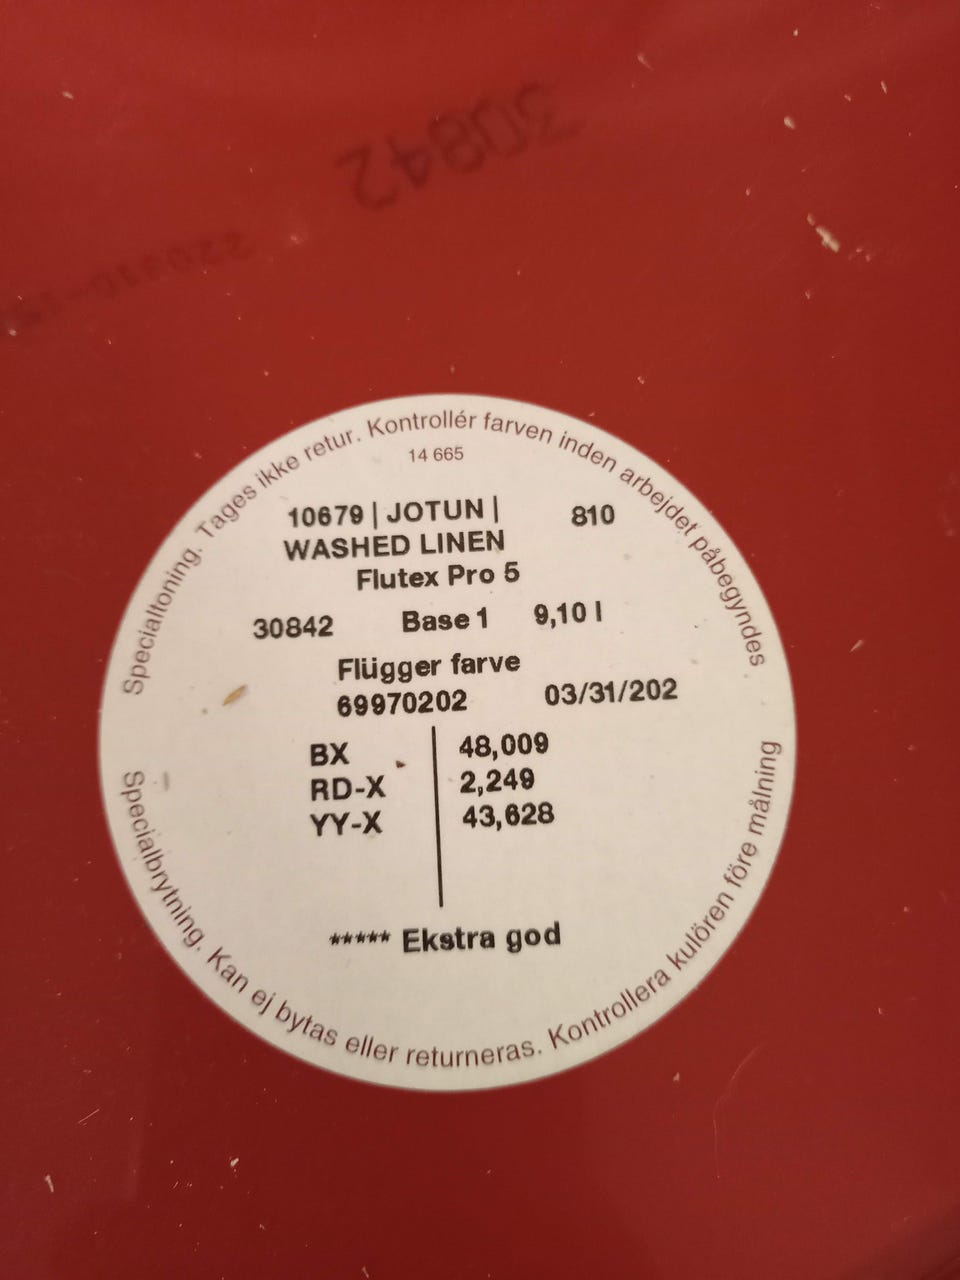 30842
Specialtoning. Tages ikke retur. Kontrollér farven inden arbejdet påbegyndes
14 665
10679 | JOTUN | 810
WASHED LINEN
Flutex Pro 5
30842 Base 1 9,10 l
Flügger farve
69970202 03/31/202
BX 48,009
RD-X 2,249
YY-X 43,628
***** Ekstra god
Specialbrytning. Kan ej bytas eller returneras. Kontrollera kulören före målning